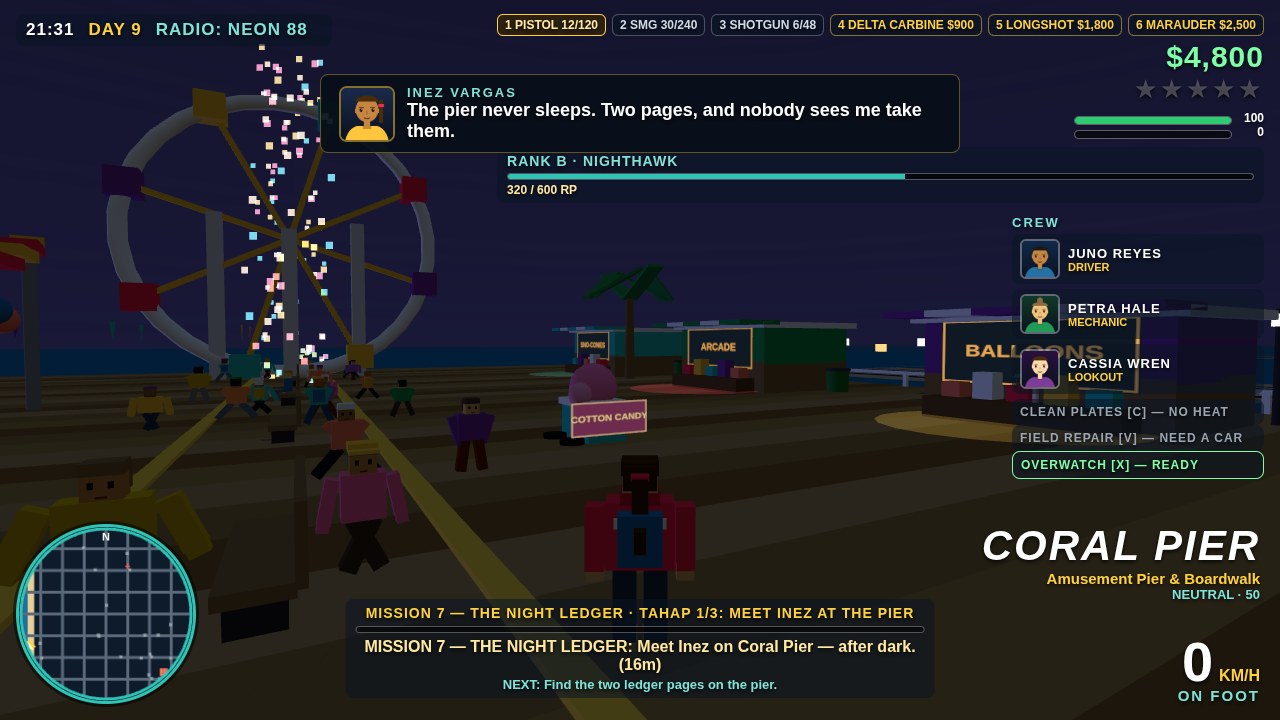 21:31 DAY 9 RADIO: NEON 88
1 PISTOL 12/120 2 SMG 30/240 3 SHOTGUN 6/48 4 DELTA CARBINE $900 5 LONGSHOT $1,800 6 MARAUDER $2,500
$4,800
100
0
INEZ VARGAS
The pier never sleeps. Two pages, and nobody sees me take
them.
RANK B · NIGHTHAWK
320 / 600 RP
CREW
JUNO REYES
DRIVER
PETRA HALE
MECHANIC
CASSIA WREN
LOOKOUT
CLEAN PLATES [C] — NO HEAT
FIELD REPAIR [V] — NEED A CAR
OVERWATCH [X] — READY
SNO-CONES
ARCADE
BALLOONS
COTTON CANDY
N
CORAL PIER
Amusement Pier & Boardwalk
NEUTRAL · 50
MISSION 7 — THE NIGHT LEDGER · TAHAP 1/3: MEET INEZ AT THE PIER
MISSION 7 — THE NIGHT LEDGER: Meet Inez on Coral Pier — after dark.
(16m)
NEXT: Find the two ledger pages on the pier.
0 KM/H
ON FOOT